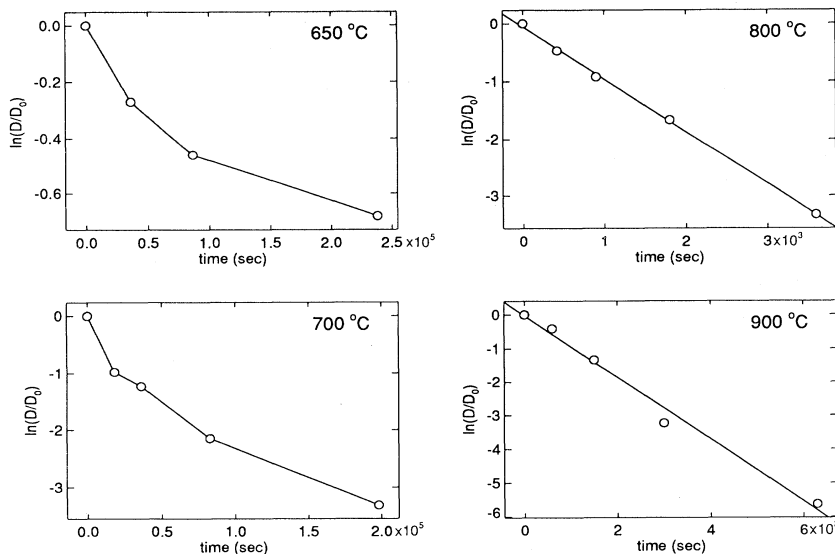 650 °C
ln(D/D0)
0.0
-0.2
-0.4
-0.6
0.0 0.5 1.0 1.5 2.0 2.5 ×10^5
time (sec)
800 °C
ln(D/D0)
0
-1
-2
-3
0 1 2 3×10^3
time (sec)
700 °C
ln(D/D0)
0
-1
-2
-3
0.0 0.5 1.0 1.5 2.0×10^5
time (sec)
900 °C
ln(D/D0)
0
-1
-2
-3
-4
-5
-6
0 2 4
time (sec)